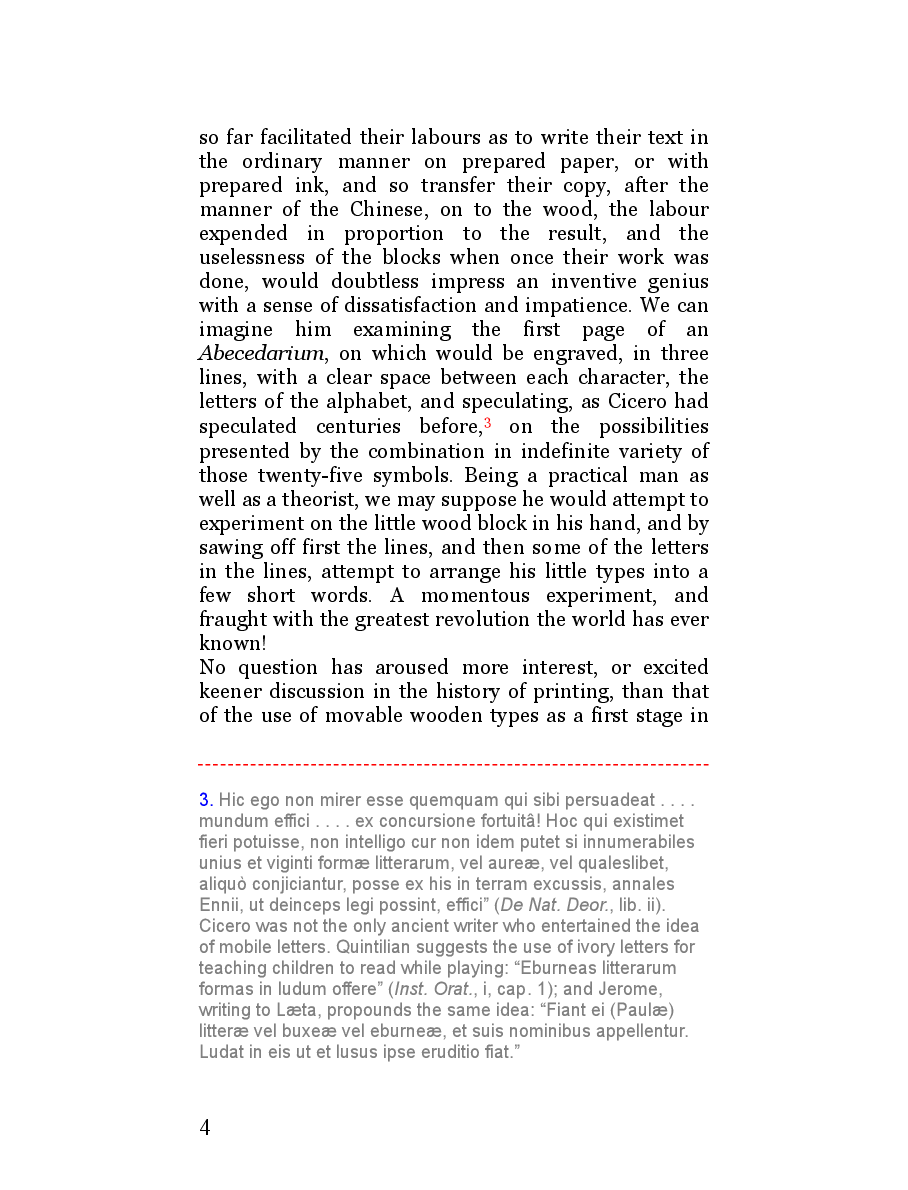 so far facilitated their labours as to write their text in
the ordinary manner on prepared paper, or with
prepared ink, and so transfer their copy, after the
manner of the Chinese, on to the wood, the labour
expended in proportion to the result, and the
uselessness of the blocks when once their work was
done, would doubtless impress an inventive genius
with a sense of dissatisfaction and impatience. We can
imagine him examining the first page of an
Abecedarium, on which would be engraved, in three
lines, with a clear space between each character, the
letters of the alphabet, and speculating, as Cicero had
speculated centuries before,3 on the possibilities
presented by the combination in indefinite variety of
those twenty-five symbols. Being a practical man as
well as a theorist, we may suppose he would attempt to
experiment on the little wood block in his hand, and by
sawing off first the lines, and then some of the letters
in the lines, attempt to arrange his little types into a
few short words. A momentous experiment, and
fraught with the greatest revolution the world has ever
known!
No question has aroused more interest, or excited
keener discussion in the history of printing, than that
of the use of movable wooden types as a first stage in
3. Hic ego non mirer esse quemquam qui sibi persuadeat . . . .
mundum effici . . . . ex concursione fortuitâ! Hoc qui existimet
fieri potuisse, non intelligo cur non idem putet si innumerabiles
unius et viginti formæ litterarum, vel aureæ, vel qualeslibet,
aliquò conjiciantur, posse ex his in terram excussis, annales
Ennii, ut deinceps legi possint, effici” (De Nat. Deor., lib. ii).
Cicero was not the only ancient writer who entertained the idea
of mobile letters. Quintilian suggests the use of ivory letters for
teaching children to read while playing: “Eburneas litterarum
formas in ludum offere” (Inst. Orat., i, cap. 1); and Jerome,
writing to Læta, propounds the same idea: “Fiant ei (Paulæ)
litteræ vel buxeæ vel eburneæ, et suis nominibus appellentur.
Ludat in eis ut et lusus ipse eruditio fiat.”
4